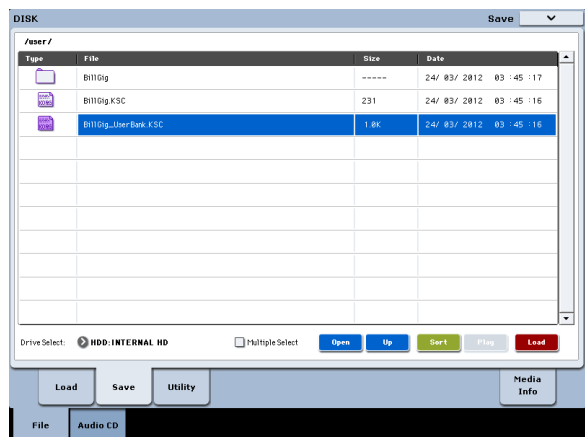 DISK Save
/user/
Type File Size Date
BillGig ----- 24/ 03/ 2012 03 :45 :17
BillGig.KSC 231 24/ 03/ 2012 03 :45 :16
BillGig_UserBank.KSC 1.0K 24/ 03/ 2012 03 :45 :16
Drive Select: HDD:INTERNAL HD Multiple Select Open Up Sort Play Load
Load Save Utility Media Info
File Audio CD